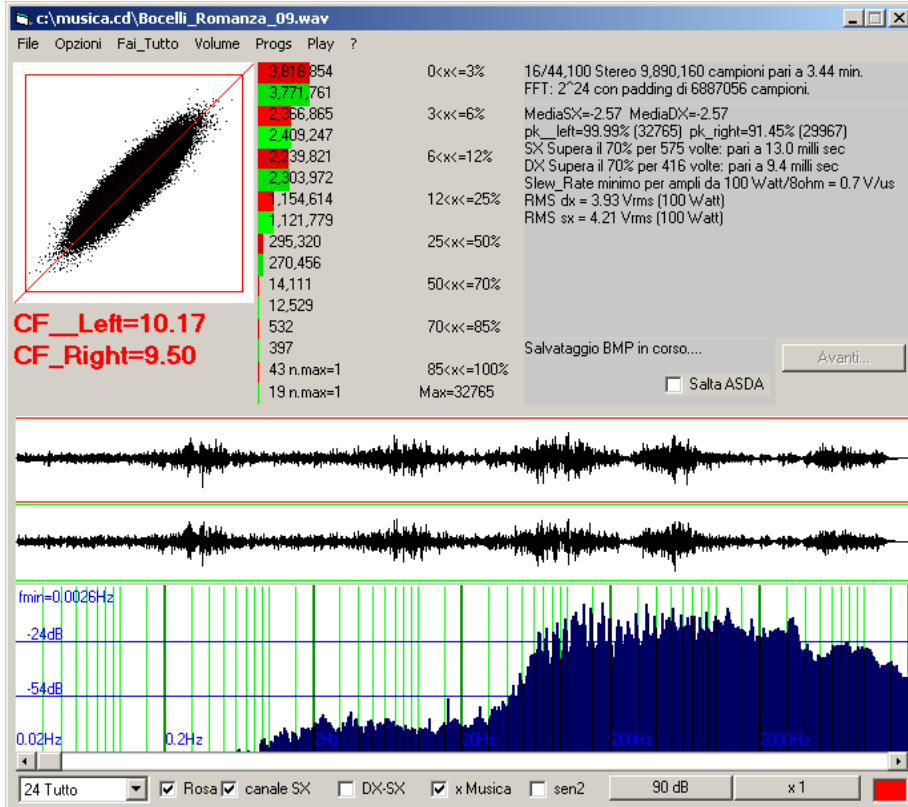 c:\musica.cd\Bocelli_Romanza_09.wav
File Opzioni Fai_Tutto Volume Progs Play ?
3,818,854 0<x<=3%
3,771,761
2,366,865 3<x<=6%
2,409,247
2,239,821 6<x<=12%
2,303,972
1,154,614 12<x<=25%
1,121,779
295,320 25<x<=50%
270,456
14,111 50<x<=70%
12,529
532 70<x<=85%
397
43 n.max=1 85<x<=100%
19 n.max=1 Max=32765
CF__Left=10.17
CF_Right=9.50
16/44,100 Stereo 9,890,160 campioni pari a 3.44 min.
FFT: 2^24 con padding di 6887056 campioni.
MediaSX=-2.57 MediaDX=-2.57
pk__left=99.99% (32765) pk_right=91.45% (29967)
SX Supera il 70% per 575 volte: pari a 13.0 milli sec
DX Supera il 70% per 416 volte: pari a 9.4 milli sec
Slew_Rate minimo per ampli da 100 Watt/8ohm = 0.7 V/us
RMS dx = 3.93 Vrms (100 Watt)
RMS sx = 4.21 Vrms (100 Watt)
Salvataggio BMP in corso....
Avanti...
Salta ASDA
fmin=0.0026Hz
-24dB
-54dB
0.02Hz 0.2Hz 2Hz 20Hz 200Hz 2000Hz
24 Tutto Rosa canale SX DX-SX x Musica sen2 90 dB x 1